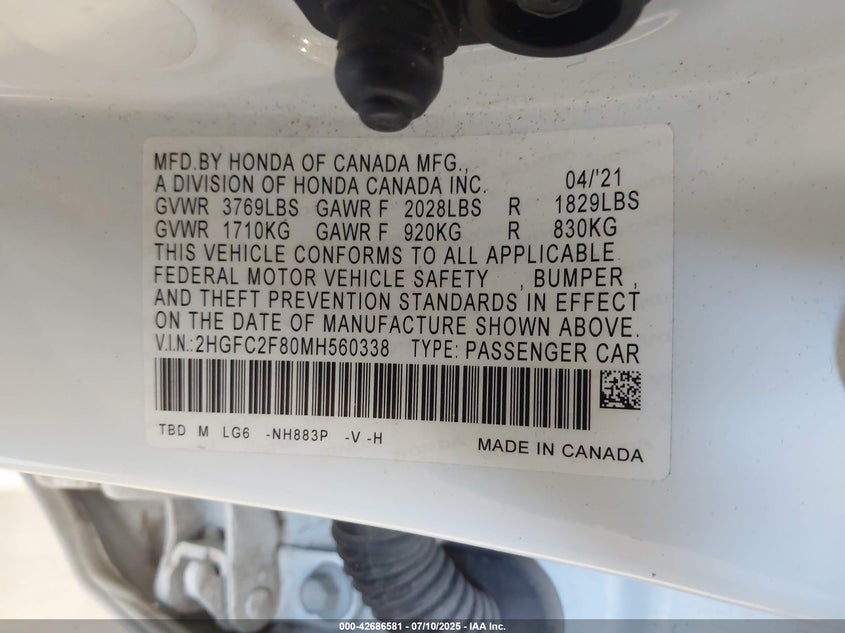 MFD.BY HONDA OF CANADA MFG.,
A DIVISION OF HONDA CANADA INC. 04/'21
GVWR 3769LBS GAWR F 2028LBS R 1829LBS
GVWR 1710KG GAWR F 920KG R 830KG
THIS VEHICLE CONFORMS TO ALL APPLICABLE
FEDERAL MOTOR VEHICLE SAFETY , BUMPER ,
AND THEFT PREVENTION STANDARDS IN EFFECT
ON THE DATE OF MANUFACTURE SHOWN ABOVE.
V.I.N.:2HGFC2F80MH560338 TYPE: PASSENGER CAR
TBD M LG6 -NH883P -V -H
MADE IN CANADA
000-42686581 / 07/10/2025 - IAA Inc.